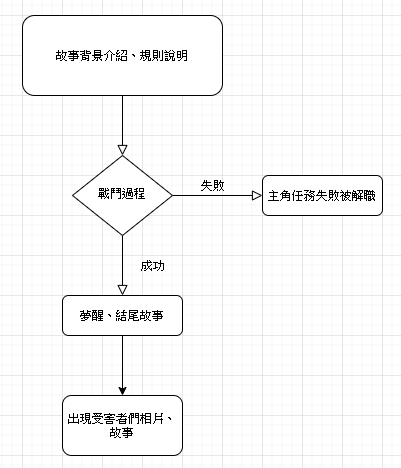 故事背景介紹、規則說明
戰鬥過程
失敗
主角任務失敗被解職
成功
夢醒、結尾故事
出現受害者們相片、
故事